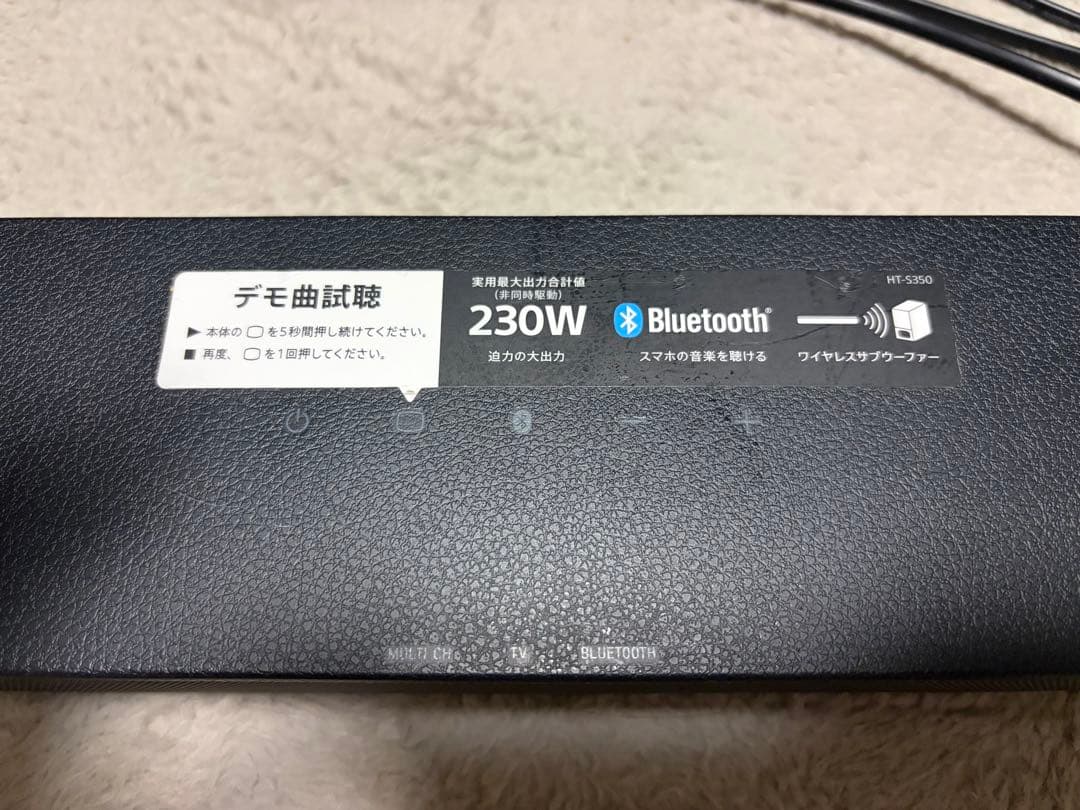 デモ曲試聴
▶ 本体の ▢ を5秒間押し続けてください。
■ 再度、▢ を1回押してください。
実用最大出力合計値
(非同時駆動)
230W
迫力の大出力
Bluetooth®
スマホの音楽を聴ける
HT-S350
ワイヤレスサブウーファー
MULTI CH
TV
BLUETOOTH